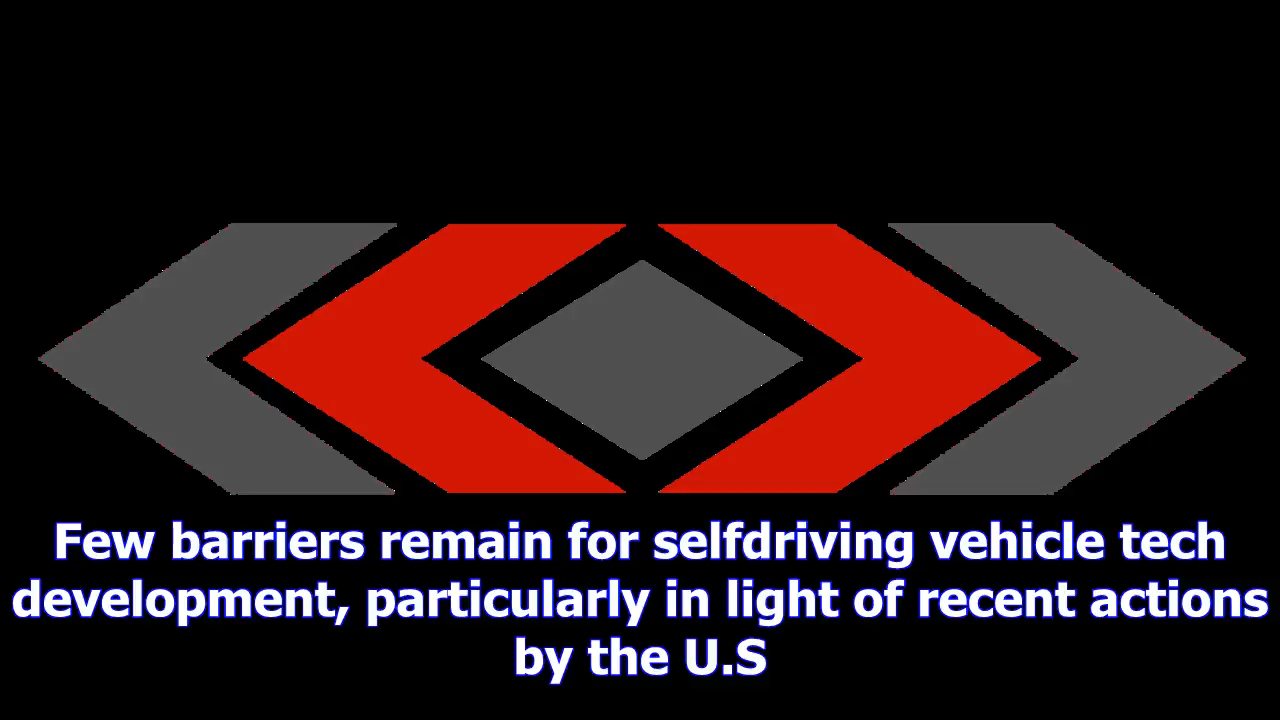 Few barriers remain for selfdriving vehicle tech
development, particularly in light of recent actions
by the U.S